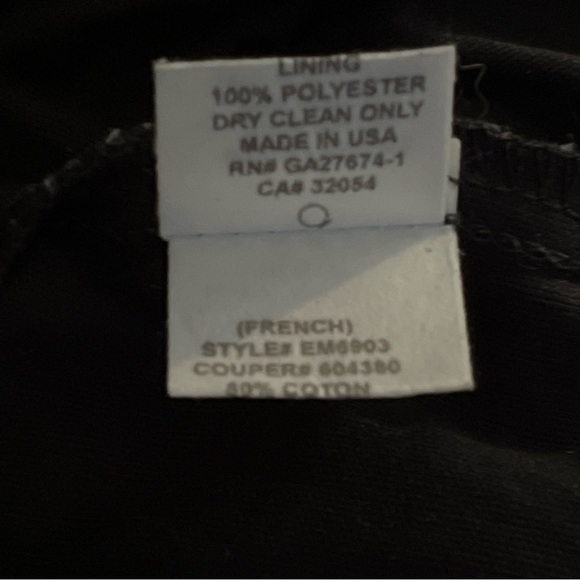 LINING
100% POLYESTER
DRY CLEAN ONLY
MADE IN USA
RN# GA27674-1
CA# 32054
(FRENCH)
STYLE# EM6903
COUPER# 604380
80% COTON